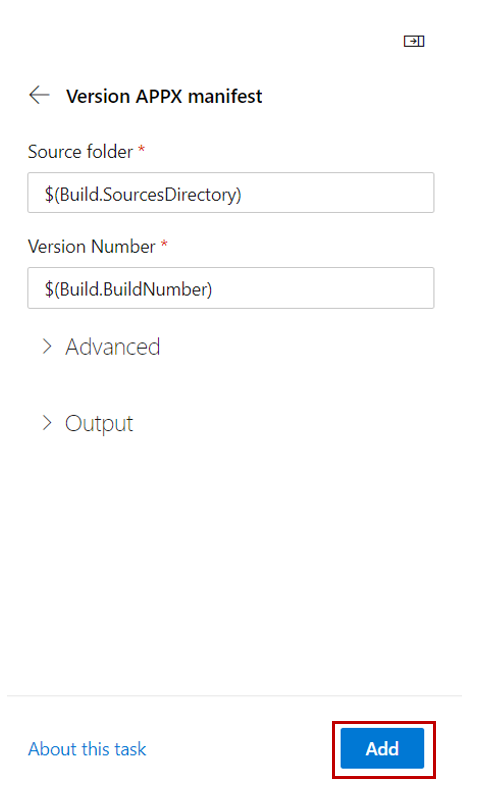 Version APPX manifest
Source folder *
$(Build.SourcesDirectory)
Version Number *
$(Build.BuildNumber)
Advanced
Output
About this task
Add